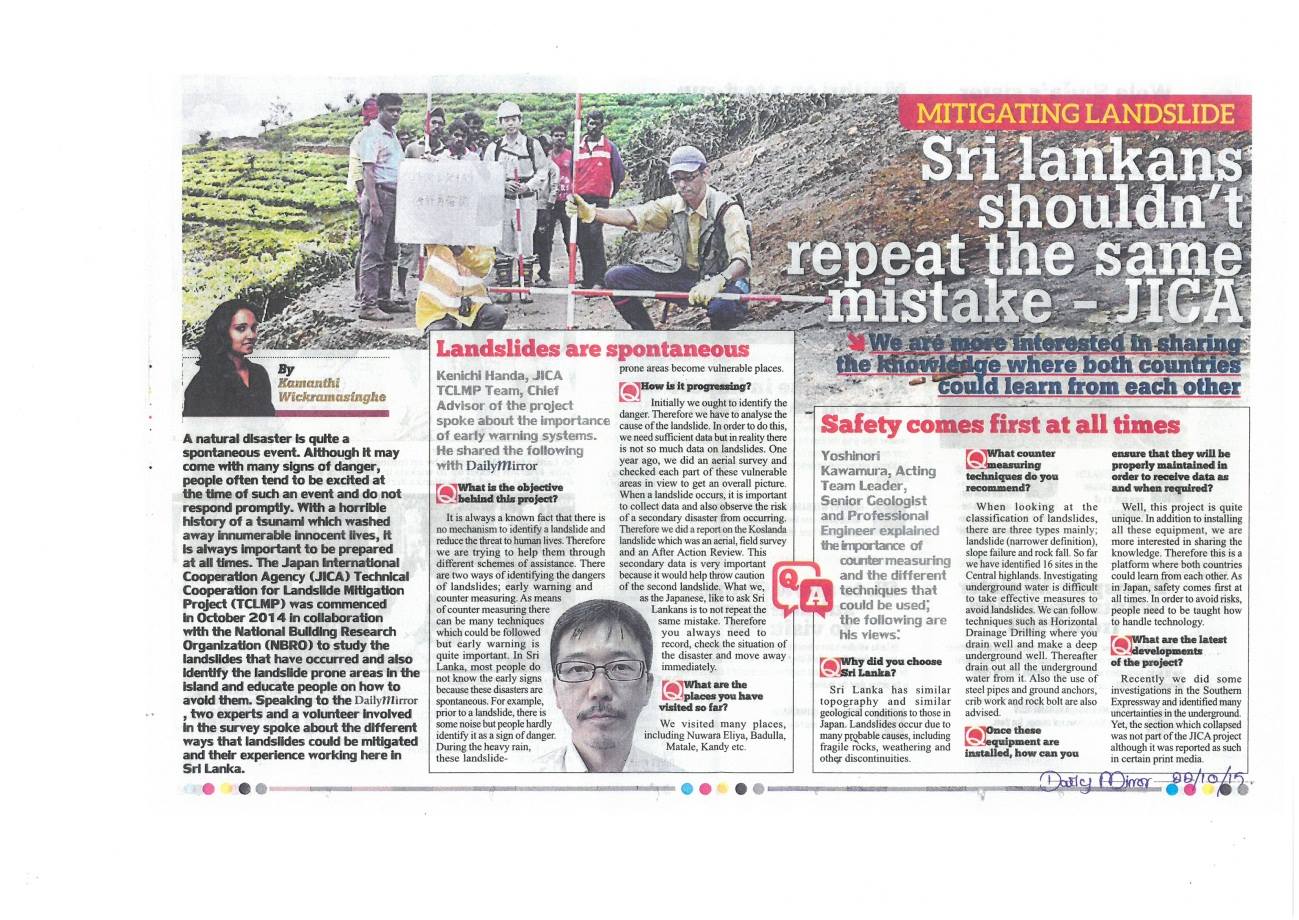 MITIGATING LANDSLIDE
Sri lankans
shouldn't
repeat the same
mistake – JICA
We are more interested in sharing
the knowledge where both countries
could learn from each other
By
Kamanthi
Wickramasinghe
A natural disaster is quite a
spontaneous event. Although it may
come with many signs of danger,
people often tend to be excited at
the time of such an event and do not
respond promptly. With a horrible
history of a tsunami which washed
away innumerable innocent lives, it
is always important to be prepared
at all times. The Japan International
Cooperation Agency (JICA) Technical
Cooperation for Landslide Mitigation
Project (TCLMP) was commenced
in October 2014 in collaboration
with the National Building Research
Organization (NBRO) to study the
landslides that have occurred and also
identify the landslide prone areas in the
island and educate people on how to
avoid them. Speaking to the DailyMirror
, two experts and a volunteer involved
in the survey spoke about the different
ways that landslides could be mitigated
and their experience working here in
Sri Lanka.
Landslides are spontaneous
Kenichi Handa, JICA
TCLMP Team, Chief
Advisor of the project
spoke about the importance
of early warning systems.
He shared the following
with DailyMirror
Q What is the objective
behind this project?
It is always a known fact that there is
no mechanism to identify a landslide and
reduce the threat to human lives. Therefore
we are trying to help them through
different schemes of assistance. There
are two ways of identifying the dangers
of landslides; early warning and
counter measuring. As means
of counter measuring there
can be many techniques
which could be followed
but early warning is
quite important. In Sri
Lanka, most people do
not know the early signs
because these disasters are
spontaneous. For example,
prior to a landslide, there is
some noise but people hardly
identify it as a sign of danger.
During the heavy rain,
these landslide-
prone areas become vulnerable places.
Q How is it progressing?
Initially we ought to identify the
danger. Therefore we have to analyse the
cause of the landslide. In order to do this,
we need sufficient data but in reality there
is not so much data on landslides. One
year ago, we did an aerial survey and
checked each part of these vulnerable
areas in view to get an overall picture.
When a landslide occurs, it is important
to collect data and also observe the risk
of a secondary disaster from occurring.
Therefore we did a report on the Koslanda
landslide which was an aerial, field survey
and an After Action Review. This
secondary data is very important
because it would help throw caution
of the second landslide. What we,
as the Japanese, like to ask Sri
Lankans is to not repeat the
same mistake. Therefore
you always need to
record, check the situation of
the disaster and move away
immediately.
Q What are the
places you have
visited so far?
We visited many places,
including Nuwara Eliya, Badulla,
Matale, Kandy etc.
Q A
Safety comes first at all times
Yoshinori
Kawamura, Acting
Team Leader,
Senior Geologist
and Professional
Engineer explained
the importance of
counter measuring
and the different
techniques that
could be used;
the following are
his views:
Q Why did you choose
Sri Lanka?
Sri Lanka has similar
topography and similar
geological conditions to those in
Japan. Landslides occur due to
many probable causes, including
fragile rocks, weathering and
other discontinuities.
Q What counter
measuring
techniques do you
recommend?
When looking at the
classification of landslides,
there are three types mainly;
landslide (narrower definition),
slope failure and rock fall. So far
we have identified 16 sites in the
Central highlands. Investigating
underground water is difficult
to take effective measures to
avoid landslides. We can follow
techniques such as Horizontal
Drainage Drilling where you
drain well and make a deep
underground well. Thereafter
drain out all the underground
water from it. Also the use of
steel pipes and ground anchors,
crib work and rock bolt are also
advised.
Q Once these
equipment are
installed, how can you
ensure that they will be
properly maintained in
order to receive data as
and when required?
Well, this project is quite
unique. In addition to installing
all these equipment, we are
more interested in sharing the
knowledge. Therefore this is a
platform where both countries
could learn from each other. As
in Japan, safety comes first at
all times. In order to avoid risks,
people need to be taught how
to handle technology.
Q What are the latest
developments
of the project?
Recently we did some
investigations in the Southern
Expressway and identified many
uncertainties in the underground.
Yet, the section which collapsed
was not part of the JICA project
although it was reported as such
in certain print media.
Daily Mirror 22/10/15